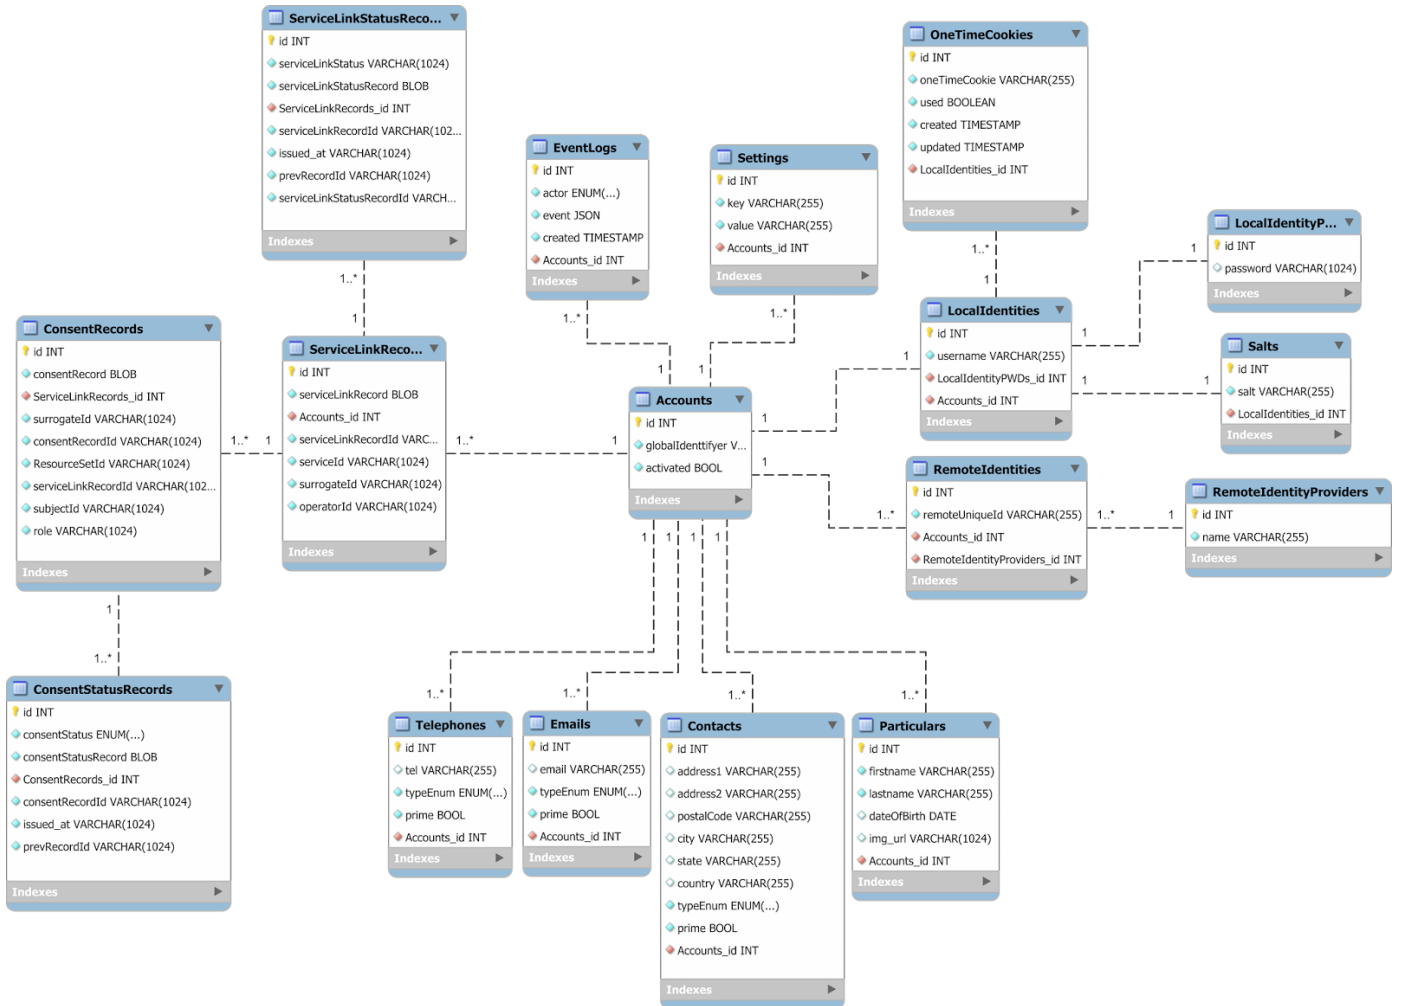 ServiceLinkStatusReco...
id INT
serviceLinkStatus VARCHAR(1024)
serviceLinkStatusRecord BLOB
ServiceLinkRecords_id INT
serviceLinkRecordId VARCHAR(102...
issued_at VARCHAR(1024)
prevRecordId VARCHAR(1024)
serviceLinkStatusRecordId VARCH...
Indexes
1..*
1
EventLogs
id INT
actor ENUM(...)
event JSON
created TIMESTAMP
Accounts_id INT
Indexes
1..*
1
Settings
id INT
key VARCHAR(255)
value VARCHAR(255)
Accounts_id INT
Indexes
1..*
1
OneTimeCookies
id INT
oneTimeCookie VARCHAR(255)
used BOOLEAN
created TIMESTAMP
updated TIMESTAMP
LocalIdentities_id INT
Indexes
1..*
1
LocalIdentityP...
id INT
password VARCHAR(1024)
Indexes
1
1
LocalIdentities
id INT
username VARCHAR(255)
LocalIdentityPWDs_id INT
Accounts_id INT
Indexes
1
1
Salts
id INT
salt VARCHAR(255)
LocalIdentities_id INT
Indexes
1
1
ConsentRecords
id INT
consentRecord BLOB
ServiceLinkRecords_id INT
surrogateId VARCHAR(1024)
consentRecordId VARCHAR(1024)
ResourceSetId VARCHAR(1024)
serviceLinkRecordId VARCHAR(102...
subjectId VARCHAR(1024)
role VARCHAR(1024)
Indexes
1..*
1
ServiceLinkReco...
id INT
serviceLinkRecord BLOB
Accounts_id INT
serviceLinkRecordId VARC...
serviceId VARCHAR(1024)
surrogateId VARCHAR(1024)
operatorId VARCHAR(1024)
Indexes
1..*
1
Accounts
id INT
globalIdenttifyer V...
activated BOOL
Indexes
1
1..*
RemoteIdentities
id INT
remoteUniqueId VARCHAR(255)
Accounts_id INT
RemoteIdentityProviders_id INT
Indexes
1..*
1
RemoteIdentityProviders
id INT
name VARCHAR(255)
Indexes
1
1..*
ConsentStatusRecords
id INT
consentStatus ENUM(...)
consentStatusRecord BLOB
ConsentRecords_id INT
consentRecordId VARCHAR(1024)
issued_at VARCHAR(1024)
prevRecordId VARCHAR(1024)
Indexes
1
1
1
1
1..*
1..*
1..*
1..*
Telephones
id INT
tel VARCHAR(255)
typeEnum ENUM(...)
prime BOOL
Accounts_id INT
Indexes
Emails
id INT
email VARCHAR(255)
typeEnum ENUM(...)
prime BOOL
Accounts_id INT
Indexes
Contacts
id INT
address1 VARCHAR(255)
address2 VARCHAR(255)
postalCode VARCHAR(255)
city VARCHAR(255)
state VARCHAR(255)
country VARCHAR(255)
typeEnum ENUM(...)
prime BOOL
Accounts_id INT
Indexes
Particulars
id INT
firstname VARCHAR(255)
lastname VARCHAR(255)
dateOfBirth DATE
img_url VARCHAR(1024)
Accounts_id INT
Indexes